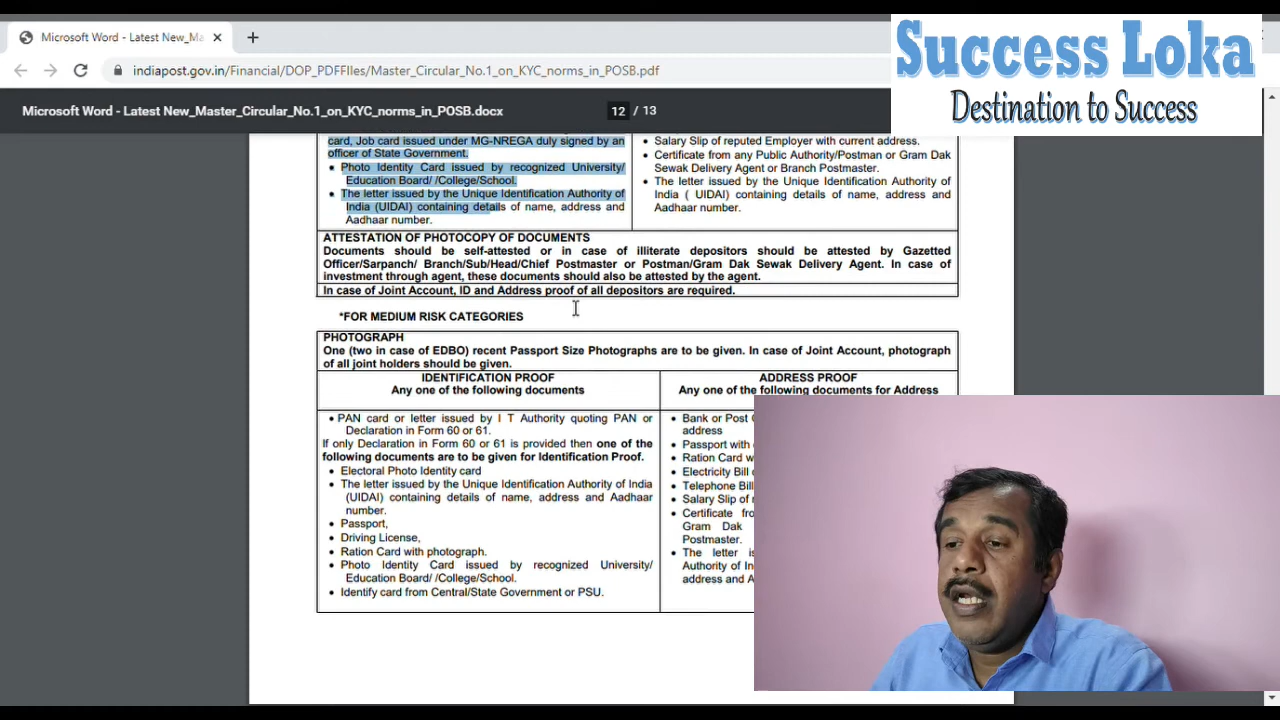 Microsoft Word - Latest New_Ma
Success Loka
Destination to Success
indiapost.gov.in/Financial/DOP_PDFFIles/Master_Circular_No.1_on_KYC_norms_in_POSB.pdf
Microsoft Word - Latest New_Master_Circular_No.1_on_KYC_norms_in_POSB.docx
12 / 13
card, Job card issued under MG-NREGA duly signed by an
officer of State Government.
• Photo Identity Card issued by recognized University/
Education Board/ /College/School.
• The letter issued by the Unique Identification Authority of
India (UIDAI) containing details of name, address and
Aadhaar number.
• Salary Slip of reputed Employer with current address.
• Certificate from any Public Authority/Postman or Gram Dak
Sewak Delivery Agent or Branch Postmaster.
• The letter issued by the Unique Identification Authority of
India ( UIDAI) containing details of name, address and
Aadhaar number.
ATTESTATION OF PHOTOCOPY OF DOCUMENTS
Documents should be self-attested or in case of illiterate depositors should be attested by Gazetted
Officer/Sarpanch/ Branch/Sub/Head/Chief Postmaster or Postman/Gram Dak Sewak Delivery Agent. In case of
investment through agent, these documents should also be attested by the agent.
In case of Joint Account, ID and Address proof of all depositors are required.
*FOR MEDIUM RISK CATEGORIES
PHOTOGRAPH
One (two in case of EDBO) recent Passport Size Photographs are to be given. In case of Joint Account, photograph
of all joint holders should be given.
IDENTIFICATION PROOF
Any one of the following documents
• PAN card or letter issued by I T Authority quoting PAN or
Declaration in Form 60 or 61.
If only Declaration in Form 60 or 61 is provided then one of the
following documents are to be given for Identification Proof.
• Electoral Photo Identity card
• The letter issued by the Unique Identification Authority of India
(UIDAI) containing details of name, address and Aadhaar
number.
• Passport,
• Driving License,
• Ration Card with photograph.
• Photo Identity Card issued by recognized University/
Education Board/ /College/School.
• Identify card from Central/State Government or PSU.
ADDRESS PROOF
Any one of the following documents for Address
• Bank or Post
address
• Passport with
• Ration Card
• Electricity Bill
• Telephone Bill
• Salary Slip of
• Certificate
Gram Dak
Postmaster.
• The letter
Authority of
address and